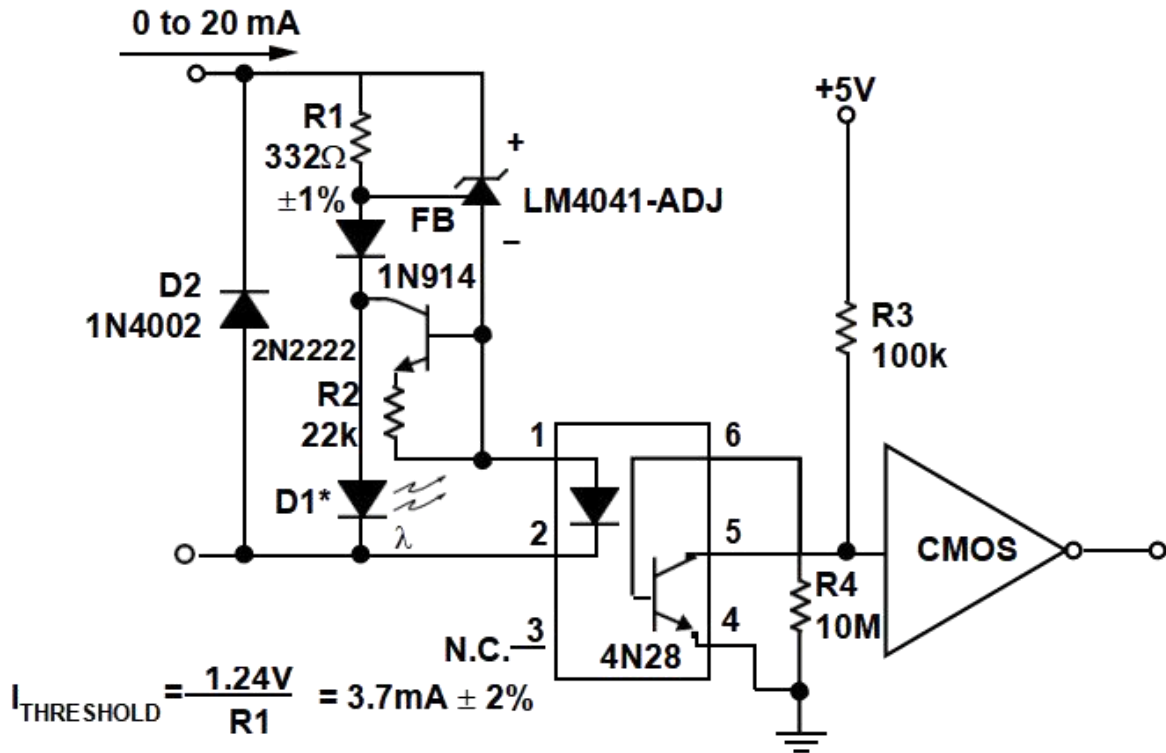 0 to 20 mA
+5V
R1
332Ω
±1%
+
LM4041-ADJ
FB
−
1N914
D2
1N4002
2N2222
R2
22k
R3
100k
1
6
D1*
λ
2
5
CMOS
R4
10M
N.C.
3
4
4N28
I THRESHOLD = 1.24V / R1 = 3.7mA ± 2%